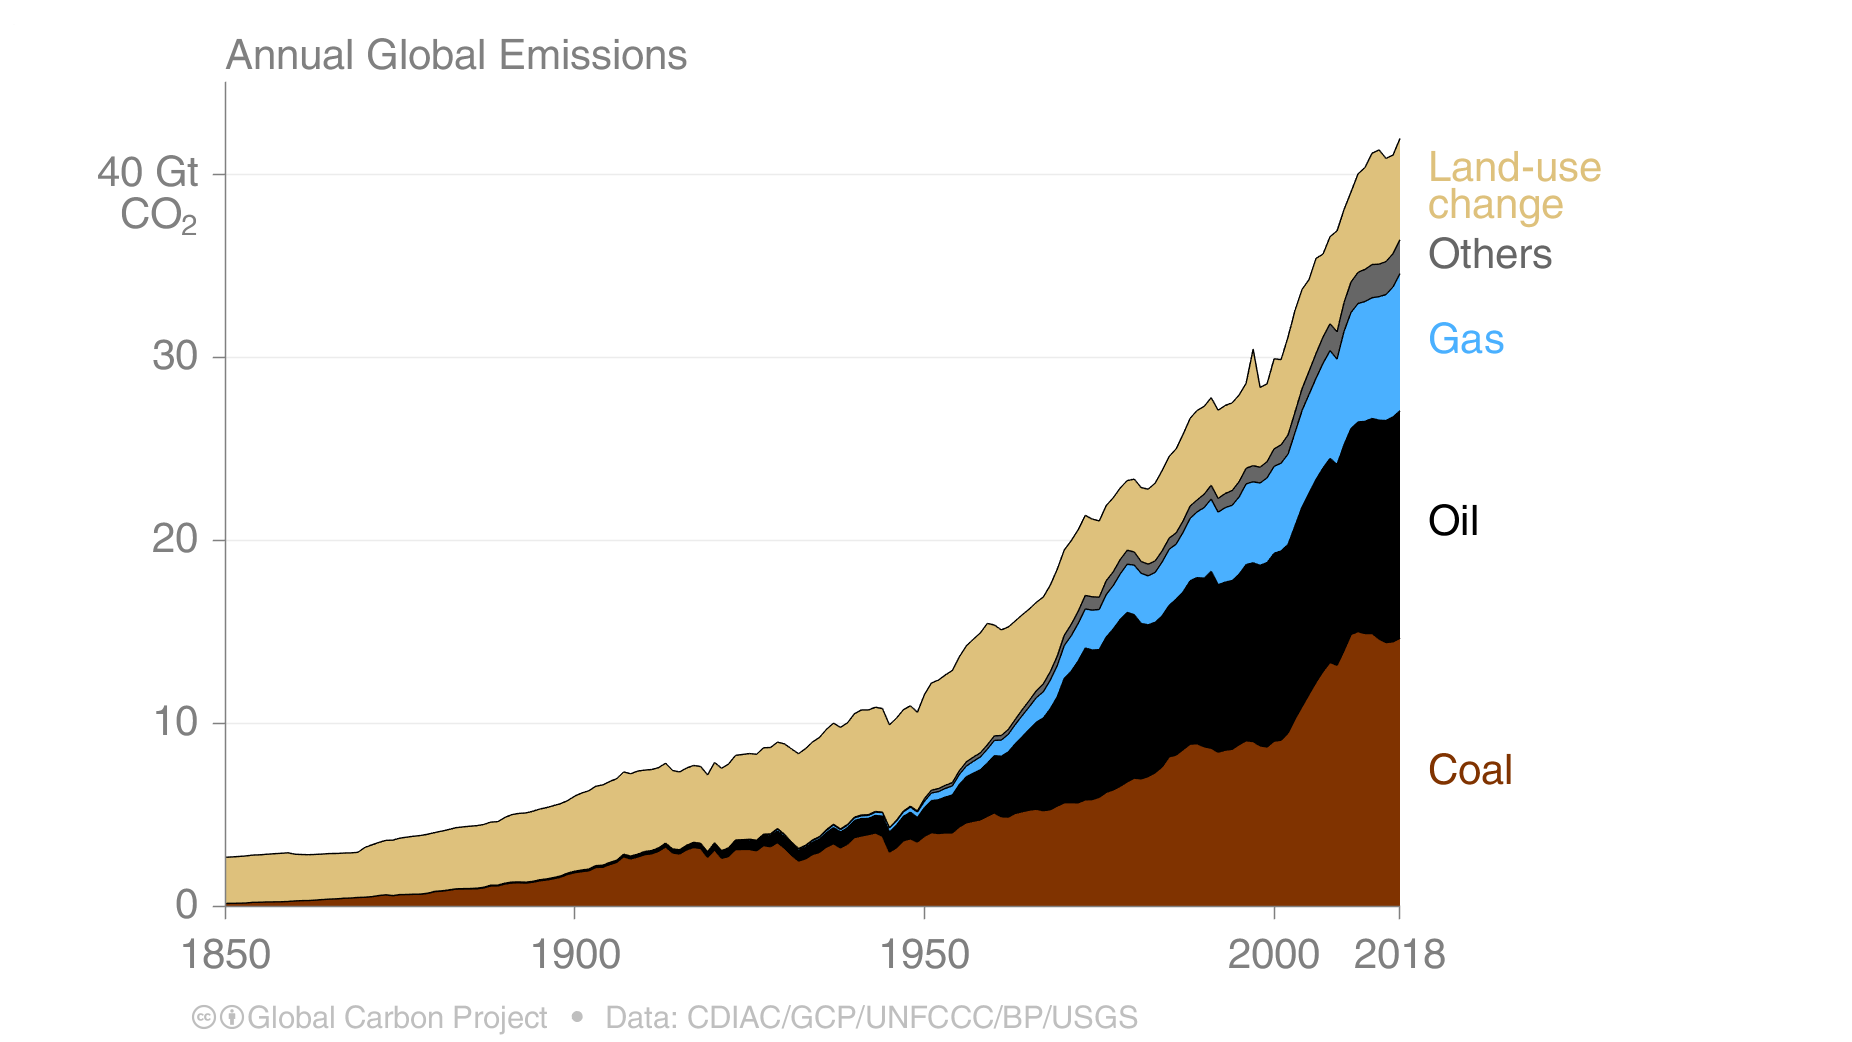 Annual Global Emissions
40 Gt
CO₂
30
20
10
0
1850 1900 1950 2000 2018
Land-use
change
Others
Gas
Oil
Coal
cc Global Carbon Project • Data: CDIAC/GCP/UNFCCC/BP/USGS